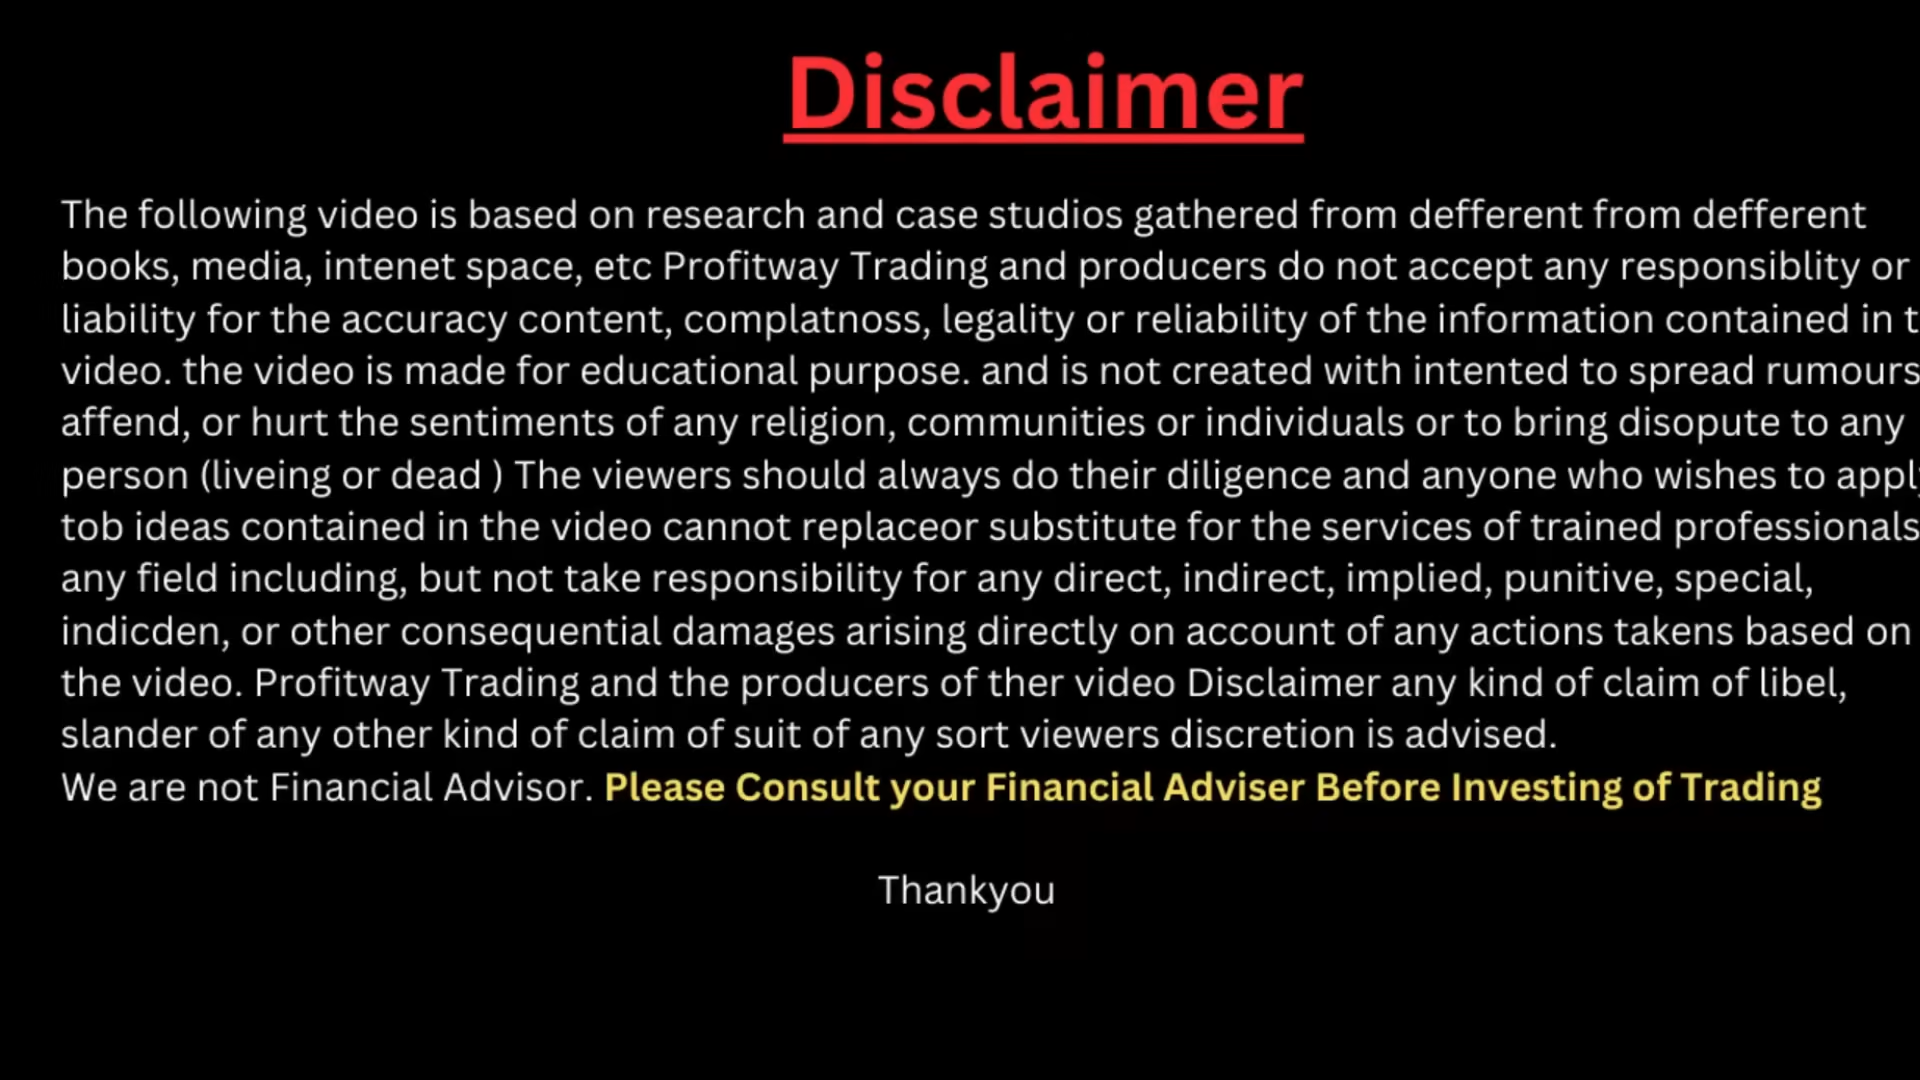 Disclaimer
The following video is based on research and case studios gathered from defferent from defferent
books, media, intenet space, etc Profitway Trading and producers do not accept any responsiblity or
liability for the accuracy content, complatnoss, legality or reliability of the information contained in t
video. the video is made for educational purpose. and is not created with intented to spread rumours
affend, or hurt the sentiments of any religion, communities or individuals or to bring disopute to any
person (liveing or dead ) The viewers should always do their diligence and anyone who wishes to apply
tob ideas contained in the video cannot replaceor substitute for the services of trained professionals
any field including, but not take responsibility for any direct, indirect, implied, punitive, special,
indicden, or other consequential damages arising directly on account of any actions takens based on
the video. Profitway Trading and the producers of ther video Disclaimer any kind of claim of libel,
slander of any other kind of claim of suit of any sort viewers discretion is advised.
We are not Financial Advisor. Please Consult your Financial Adviser Before Investing of Trading
Thankyou